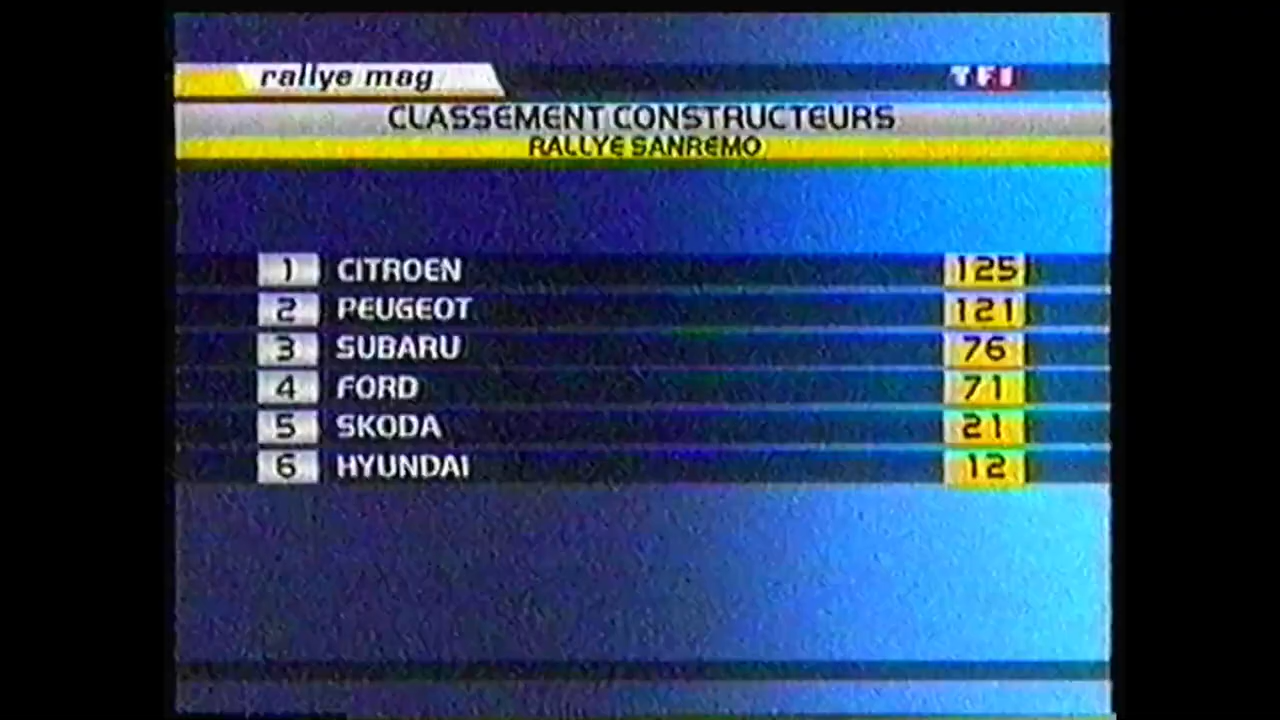 rallye mag
TF1
CLASSEMENT CONSTRUCTEURS
RALLYE SANREMO
1 CITROEN 125
2 PEUGEOT 121
3 SUBARU 76
4 FORD 71
5 SKODA 21
6 HYUNDAI 12